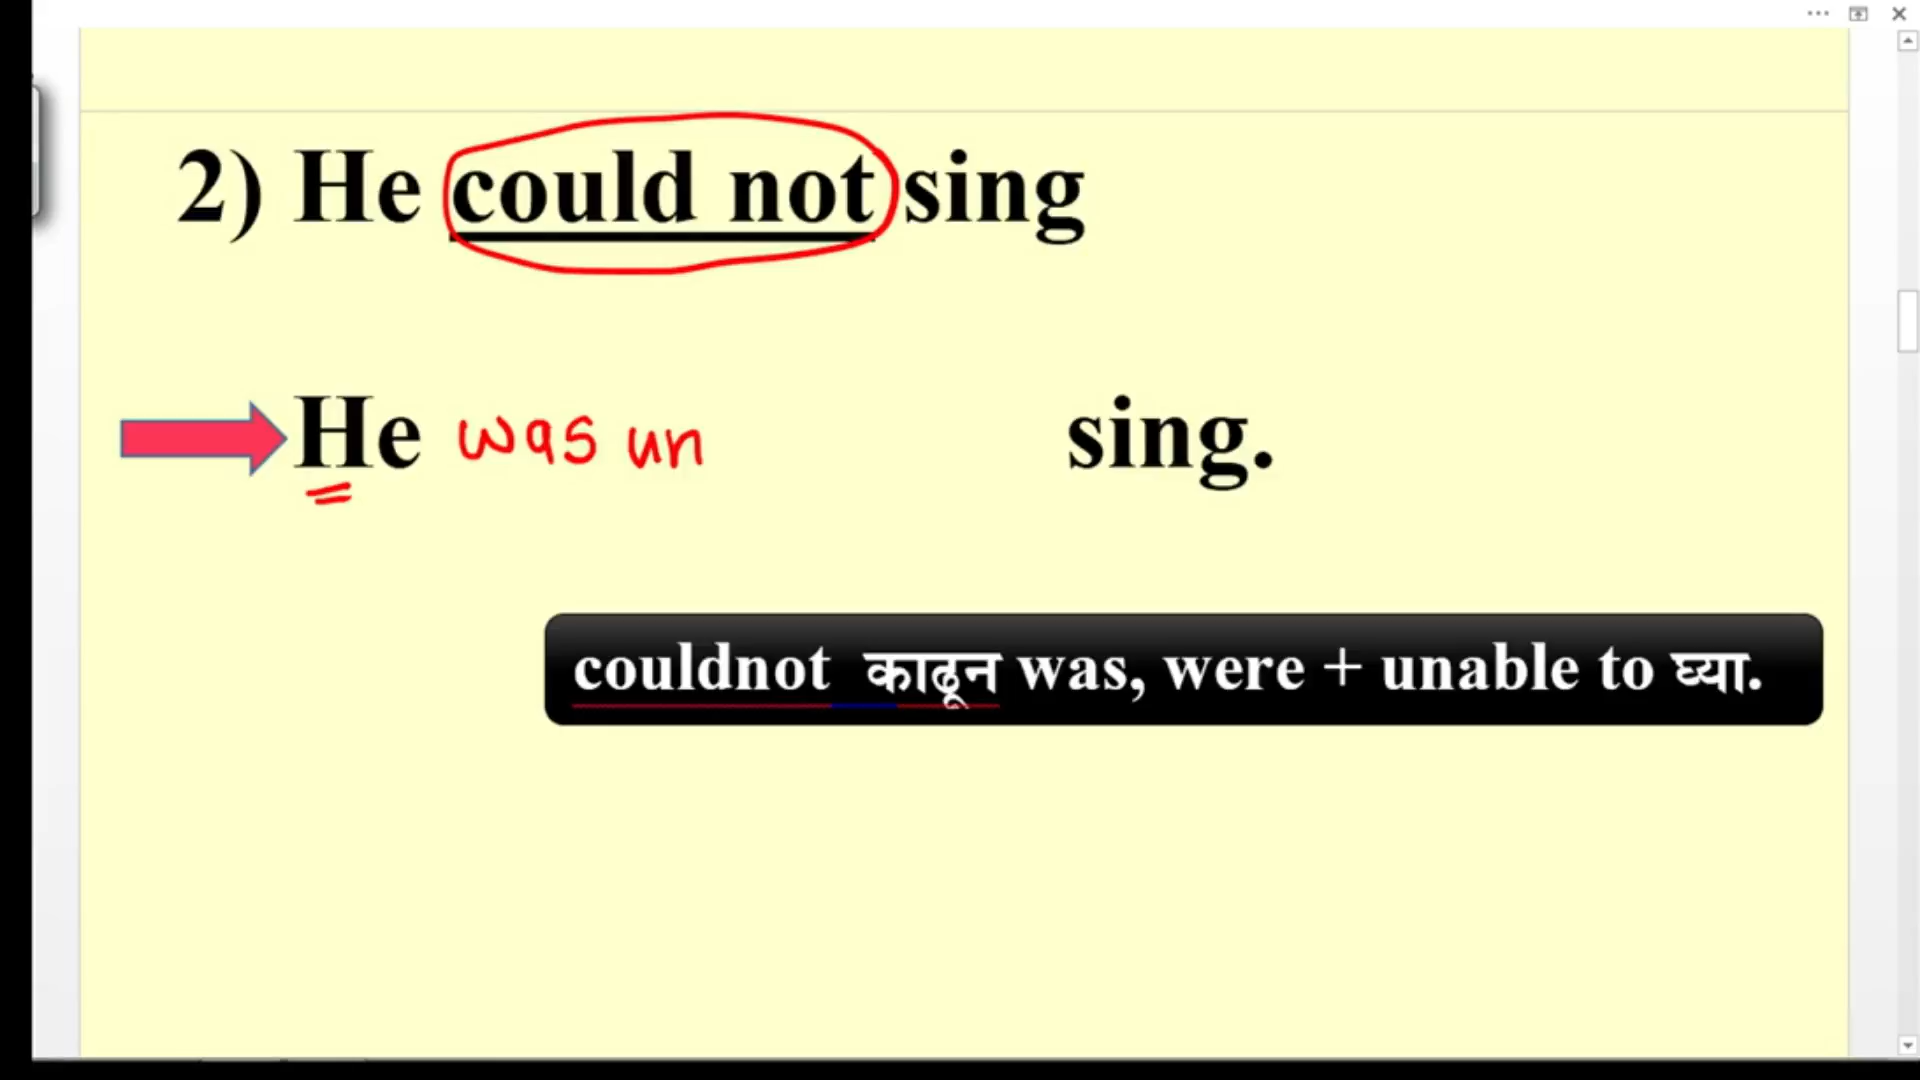 2) He could not sing
He was un sing.
couldnot काढून was, were + unable to घ्या.